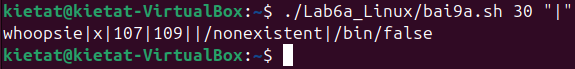 kietat@kietat-VirtualBox:~$ ./Lab6a_Linux/bai9a.sh 30 "|"
whoopsie|x|107|109||/nonexistent|/bin/false
kietat@kietat-VirtualBox:~$